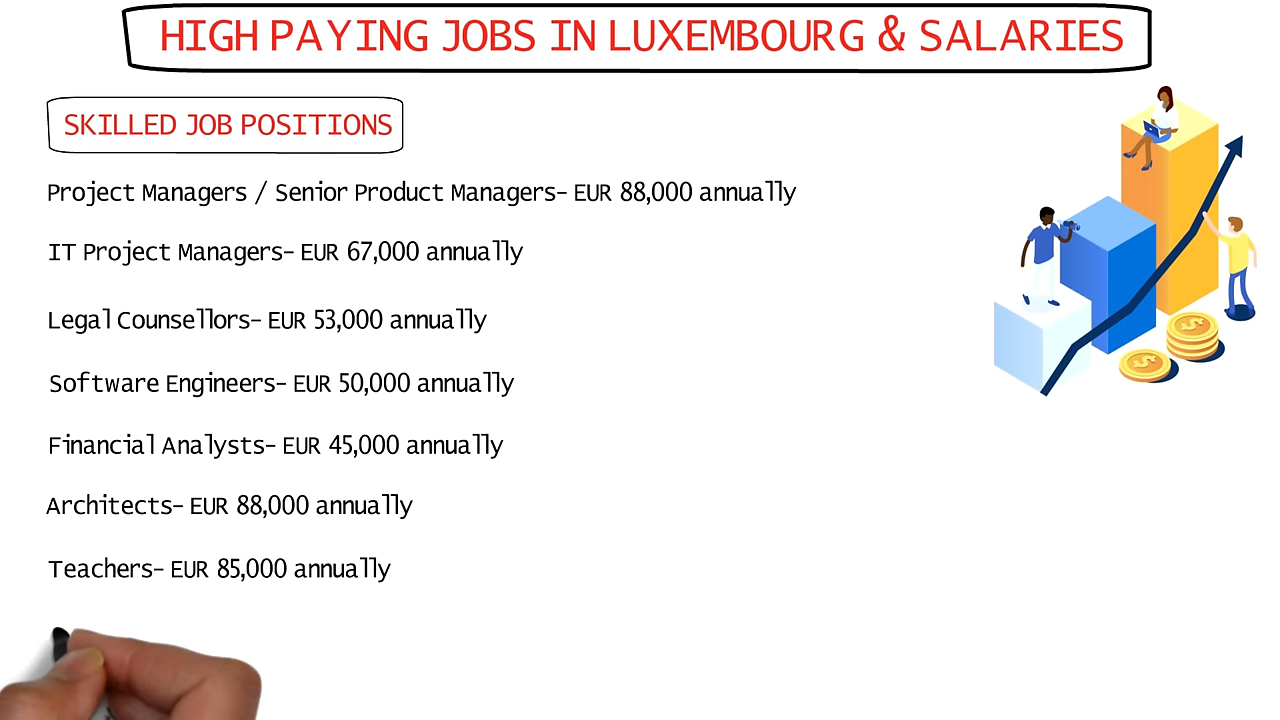 HIGH PAYING JOBS IN LUXEMBOURG & SALARIES
SKILLED JOB POSITIONS
Project Managers / Senior Product Managers- EUR 88,000 annually
IT Project Managers- EUR 67,000 annually
Legal Counsellors- EUR 53,000 annually
Software Engineers- EUR 50,000 annually
Financial Analysts- EUR 45,000 annually
Architects- EUR 88,000 annually
Teachers- EUR 85,000 annually